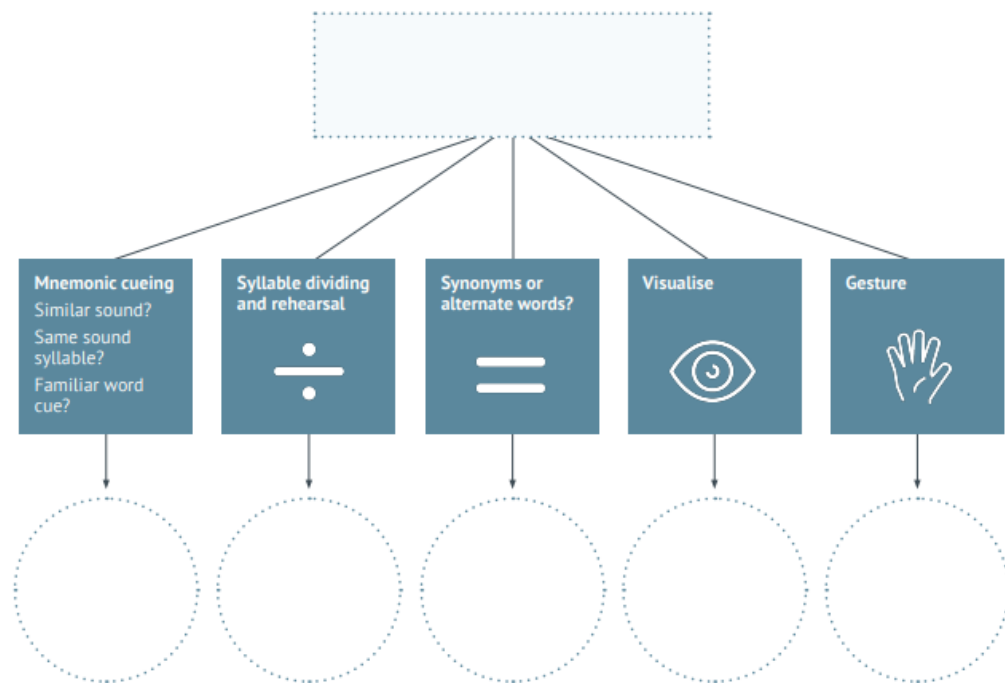 Mnemonic cueing
Similar sound?
Same sound
syllable?
Familiar word
cue?
Syllable dividing
and rehearsal
Synonyms or
alternate words?
Visualise
Gesture